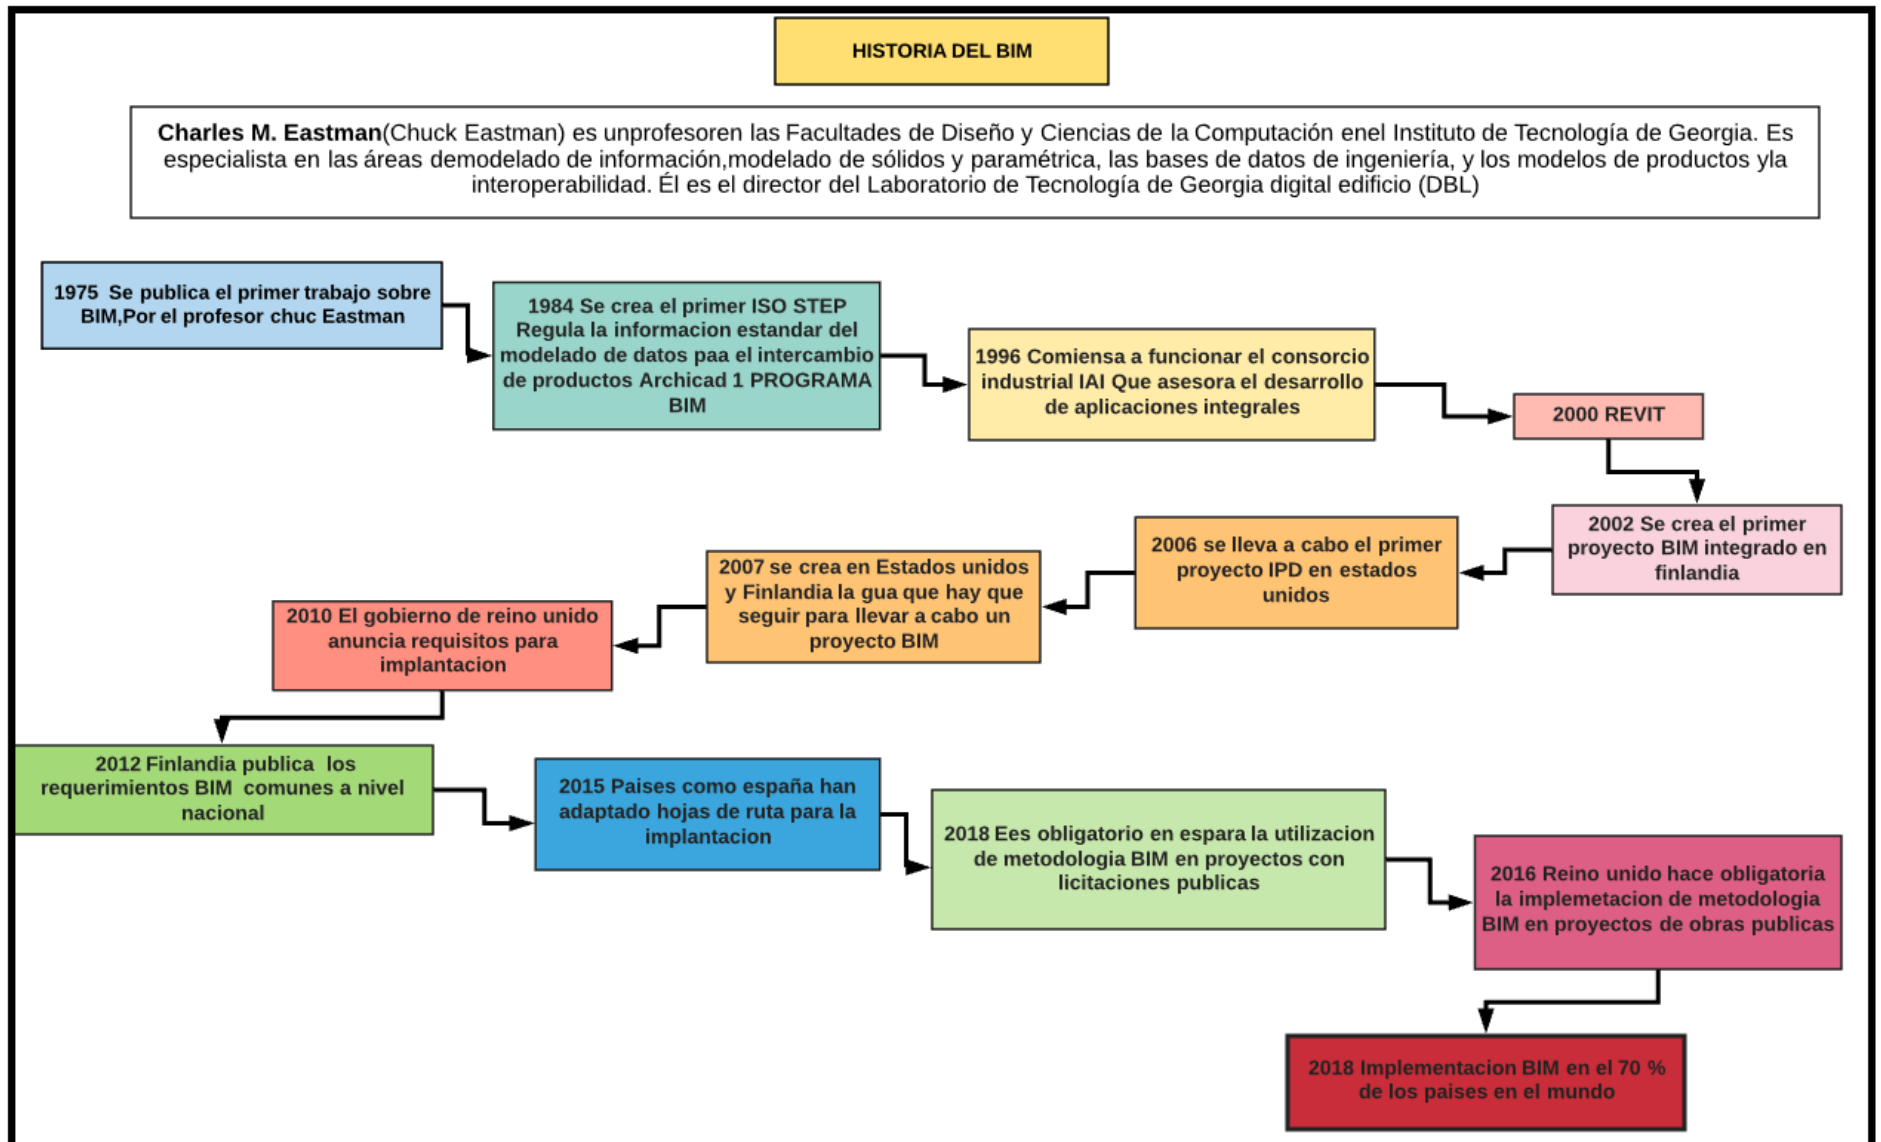 HISTORIA DEL BIM
Charles M. Eastman(Chuck Eastman) es unprofesoren las Facultades de Diseño y Ciencias de la Computación enel Instituto de Tecnología de Georgia. Es
especialista en las áreas demodelado de información,modelado de sólidos y paramétrica, las bases de datos de ingeniería, y los modelos de productos yla
interoperabilidad. Él es el director del Laboratorio de Tecnología de Georgia digital edificio (DBL)
1975 Se publica el primer trabajo sobre
BIM,Por el profesor chuc Eastman
1984 Se crea el primer ISO STEP
Regula la informacion estandar del
modelado de datos paa el intercambio
de productos Archicad 1 PROGRAMA
BIM
1996 Comiensa a funcionar el consorcio
industrial IAI Que asesora el desarrollo
de aplicaciones integrales
2000 REVIT
2002 Se crea el primer
proyecto BIM integrado en
finlandia
2006 se lleva a cabo el primer
proyecto IPD en estados
unidos
2007 se crea en Estados unidos
y Finlandia la gua que hay que
seguir para llevar a cabo un
proyecto BIM
2010 El gobierno de reino unido
anuncia requisitos para
implantacion
2012 Finlandia publica los
requerimientos BIM comunes a nivel
nacional
2015 Paises como españa han
adaptado hojas de ruta para la
implantacion
2018 Ees obligatorio en espara la utilizacion
de metodologia BIM en proyectos con
licitaciones publicas
2016 Reino unido hace obligatoria
la implemetacion de metodologia
BIM en proyectos de obras publicas
2018 Implementacion BIM en el 70 %
de los paises en el mundo